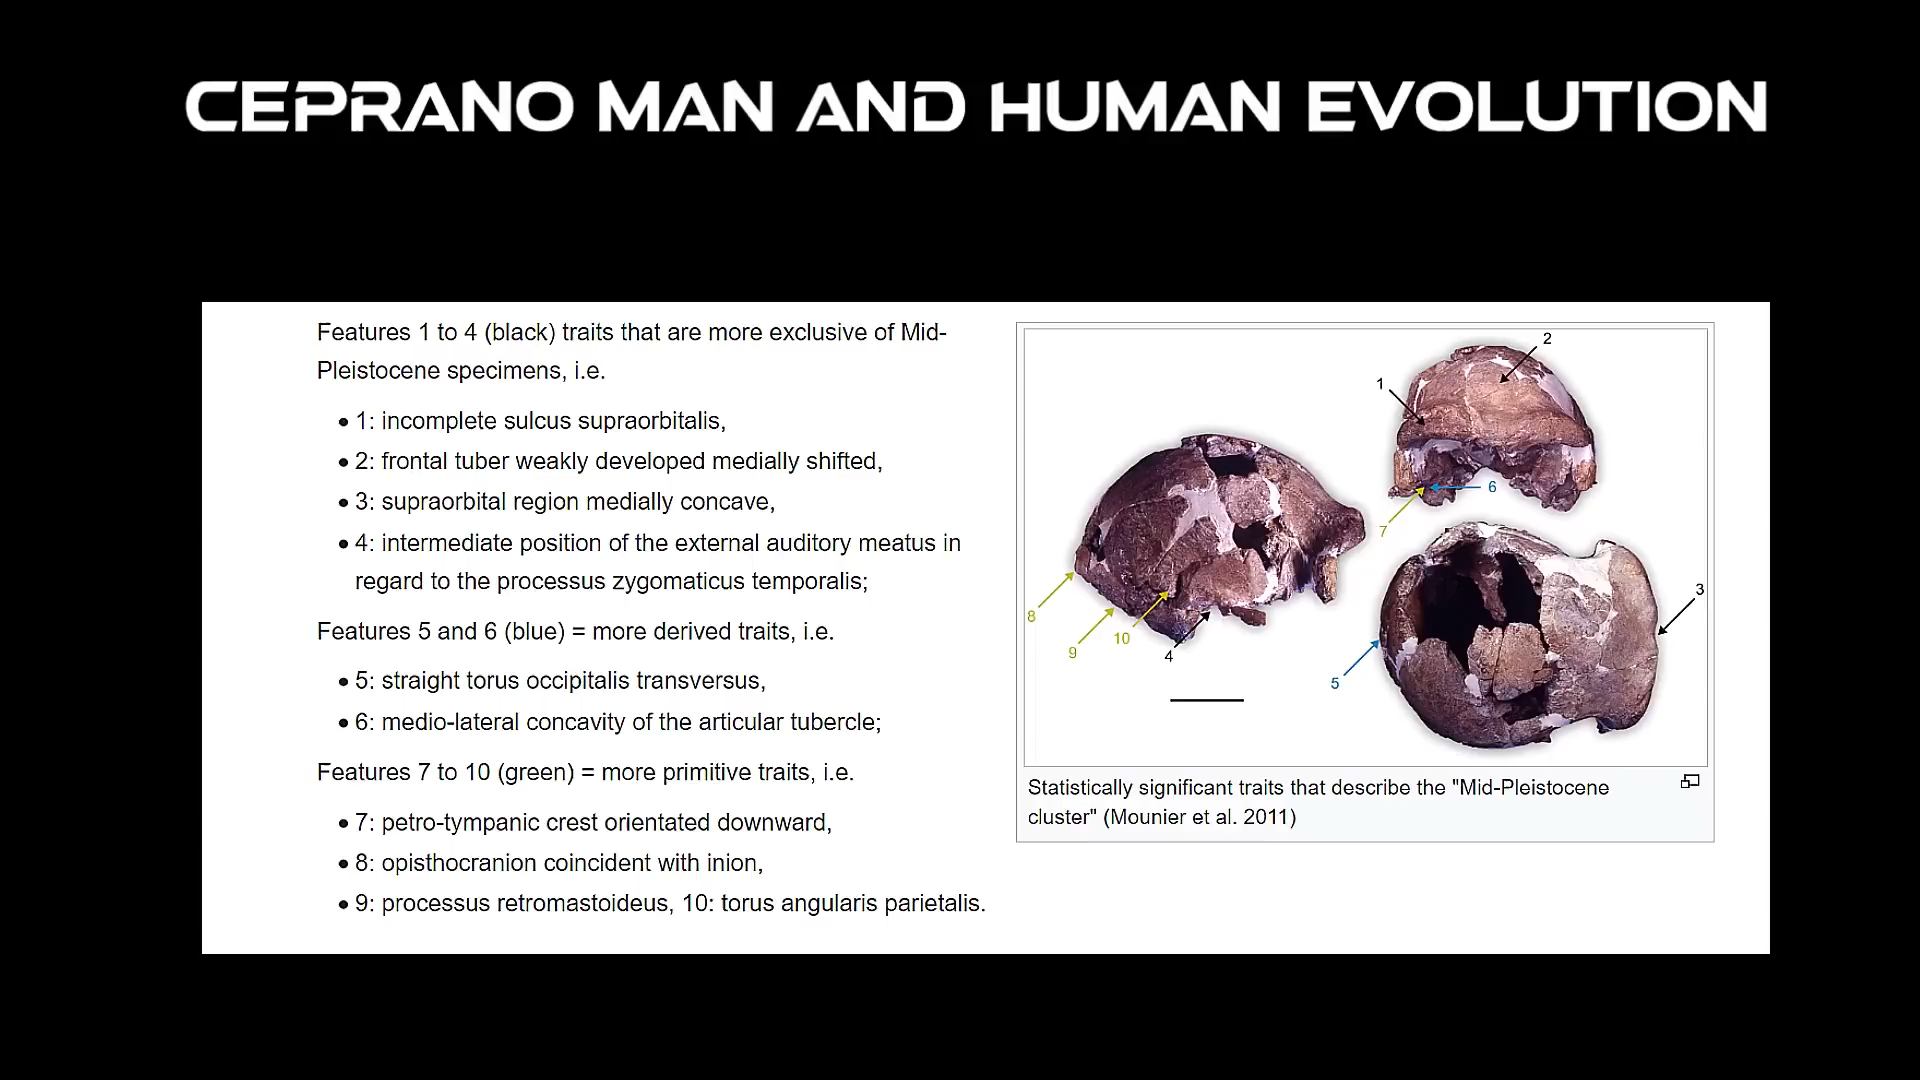 CEPRANO MAN AND HUMAN EVOLUTION
Features 1 to 4 (black) traits that are more exclusive of Mid-
Pleistocene specimens, i.e.
• 1: incomplete sulcus supraorbitalis,
• 2: frontal tuber weakly developed medially shifted,
• 3: supraorbital region medially concave,
• 4: intermediate position of the external auditory meatus in
regard to the processus zygomaticus temporalis;
Features 5 and 6 (blue) = more derived traits, i.e.
• 5: straight torus occipitalis transversus,
• 6: medio-lateral concavity of the articular tubercle;
Features 7 to 10 (green) = more primitive traits, i.e.
• 7: petro-tympanic crest orientated downward,
• 8: opisthocranion coincident with inion,
• 9: processus retromastoideus, 10: torus angularis parietalis.
2
1
6
7
3
8
10
9
4
5
Statistically significant traits that describe the "Mid-Pleistocene
cluster" (Mounier et al. 2011)